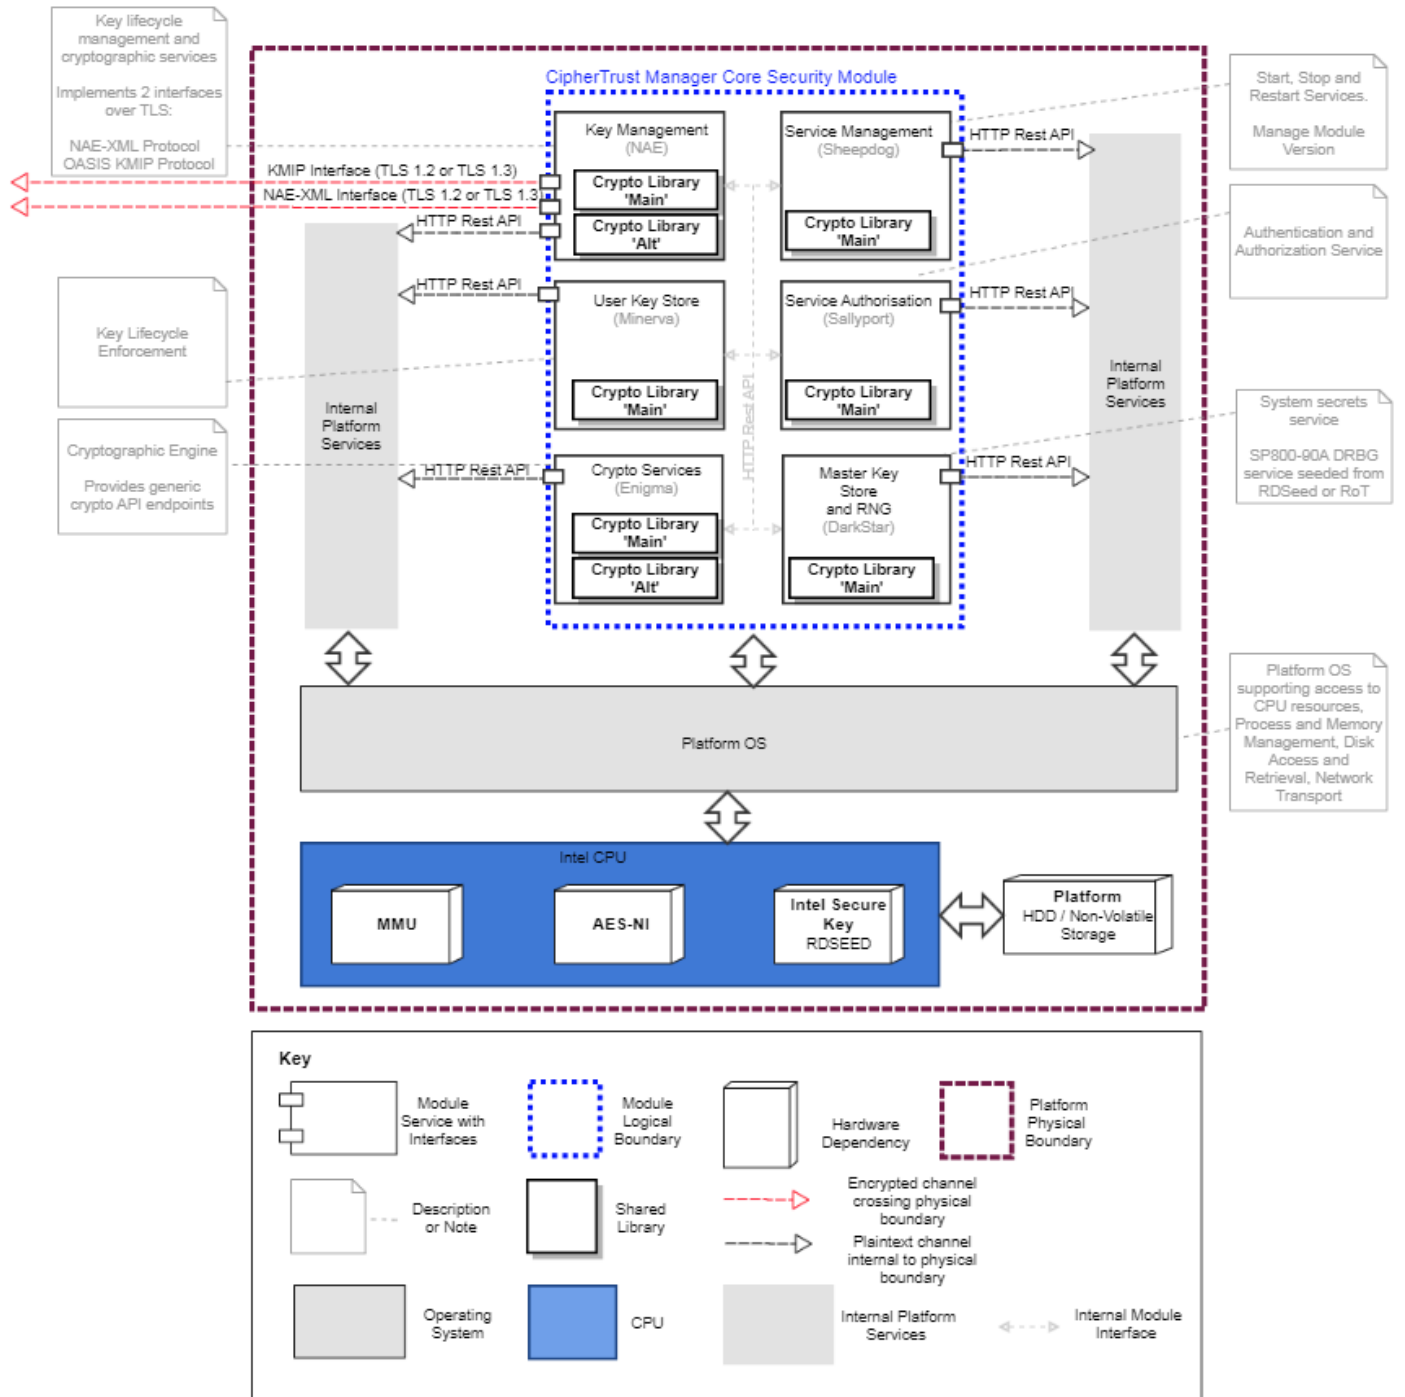 Key lifecycle
management and
cryptographic services
Implements 2 interfaces
over TLS:
NAE-XML Protocol
OASIS KMIP Protocol
CipherTrust Manager Core Security Module
Start, Stop and
Restart Services.
Manage Module
Version
Key Management
(NAE)
Crypto Library
'Main'
Crypto Library
'Alt'
Service Management
(Sheepdog)
Crypto Library
'Main'
HTTP Rest API
KMIP Interface (TLS 1.2 or TLS 1.3)
NAE-XML Interface (TLS 1.2 or TLS 1.3)
HTTP Rest API
Authentication and
Authorization Service
HTTP Rest API
User Key Store
(Minerva)
Crypto Library
'Main'
Service Authorisation
(Sallyport)
Crypto Library
'Main'
HTTP Rest API
Key Lifecycle
Enforcement
Internal
Platform
Services
Internal
Platform
Services
HTTP Rest API
System secrets
service
SP800-90A DRBG
service seeded from
RDSeed or RoT
Cryptographic Engine
Provides generic
crypto API endpoints
HTTP Rest API
Crypto Services
(Enigma)
Crypto Library
'Main'
Crypto Library
'Alt'
Master Key
Store
and RNG
(DarkStar)
Crypto Library
'Main'
HTTP Rest API
Platform OS
Platform OS
supporting access to
CPU resources,
Process and Memory
Management, Disk
Access and
Retrieval, Network
Transport
Intel CPU
MMU
AES-NI
Intel Secure
Key
RDSEED
Platform
HDD / Non-Volatile
Storage
Key
Module
Service with
Interfaces
Module
Logical
Boundary
Hardware
Dependency
Platform
Physical
Boundary
Description
or Note
Shared
Library
Encrypted channel
crossing physical
boundary
Plaintext channel
internal to physical
boundary
Operating
System
CPU
Internal Platform
Services
Internal Module
Interface